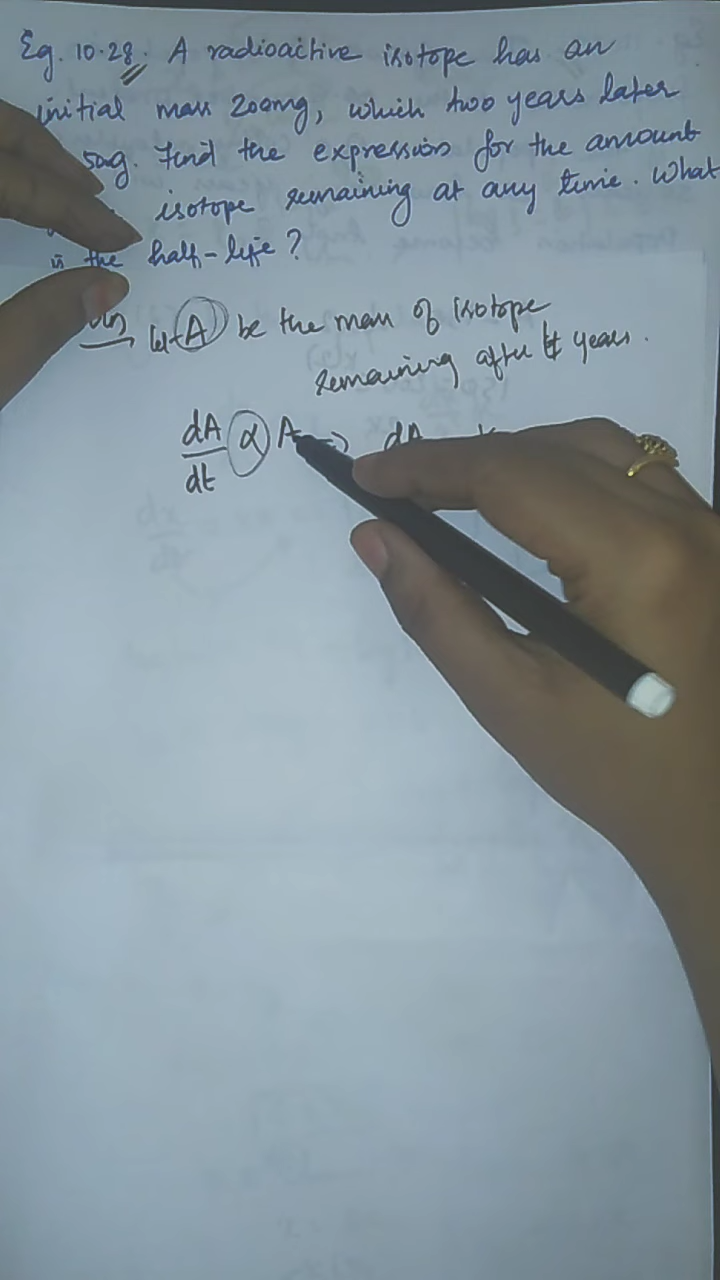 Eg. 10.28. A radioactive isotope has an
initial mass 200mg, which two years later
50mg. Find the expression for the amount
isotope remaining at any time. What
is the half-life?
let A be the mass of isotope
remaining after t years.
dA/dt ∝ A ⇒ dA